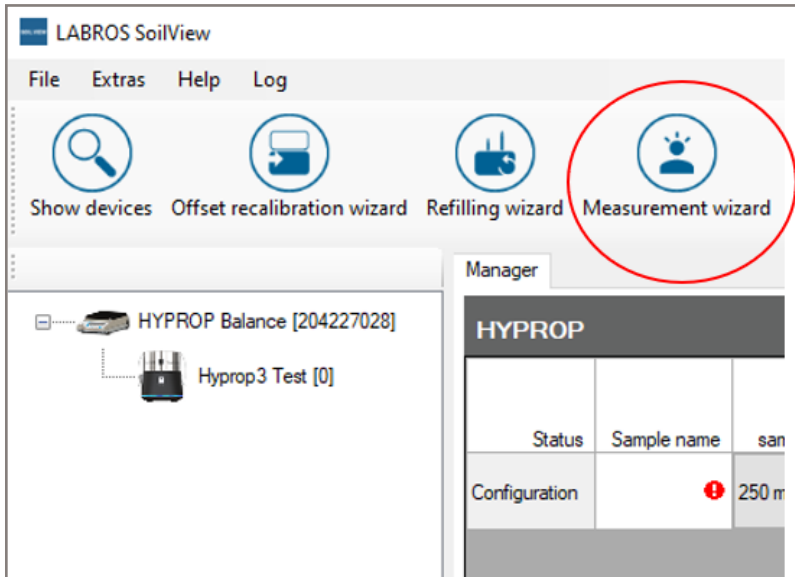 LABROS SoilView
File Extras Help Log
Show devices Offset recalibration wizard Refilling wizard Measurement wizard
Manager
HYPROP Balance [204227028]
Hyprop3 Test [0]
HYPROP
Status Sample name
Configuration 250